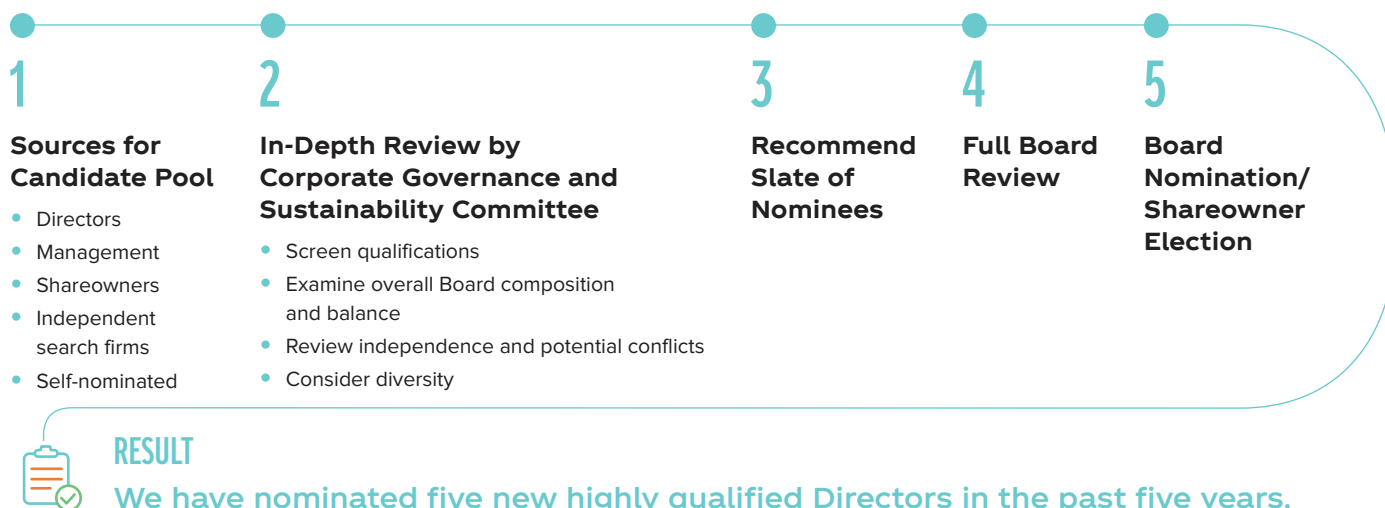 1
Sources for
Candidate Pool
• Directors
• Management
• Shareowners
• Independent
search firms
• Self-nominated
2
In-Depth Review by
Corporate Governance and
Sustainability Committee
• Screen qualifications
• Examine overall Board composition
and balance
• Review independence and potential conflicts
• Consider diversity
3
Recommend
Slate of
Nominees
4
Full Board
Review
5
Board
Nomination/
Shareowner
Election
RESULT
We have nominated five new highly qualified Directors in the past five years.